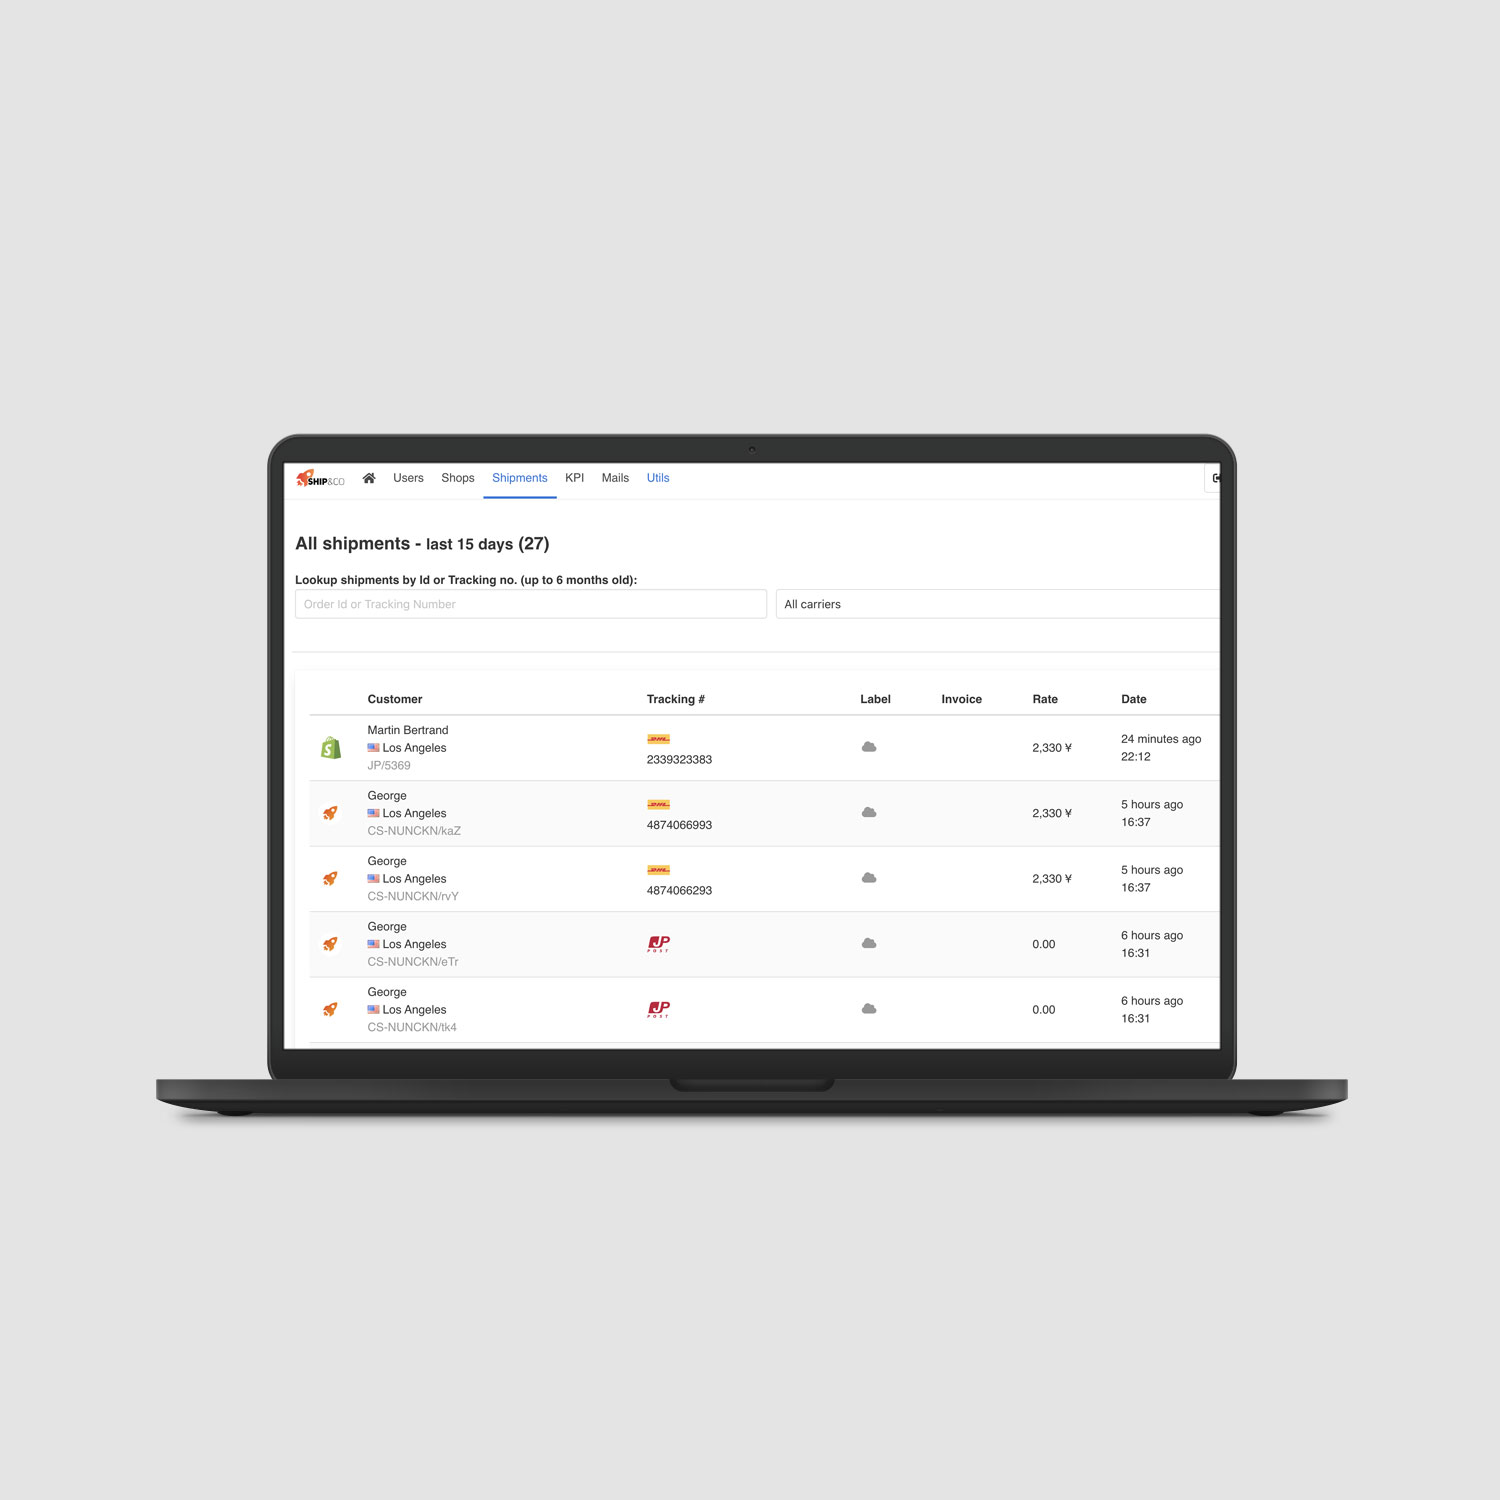 SHIP&CO Users Shops Shipments KPI Mails Utils
All shipments - last 15 days (27)
Lookup shipments by Id or Tracking no. (up to 6 months old):
Order Id or Tracking Number All carriers
Customer Tracking # Label Invoice Rate Date
Martin Bertrand
Los Angeles
JP/5369
DHL
2339323383
2,330 ¥
24 minutes ago
22:12
George
Los Angeles
CS-NUNCKN/kaZ
DHL
4874066993
2,330 ¥
5 hours ago
16:37
George
Los Angeles
CS-NUNCKN/rvY
DHL
4874066293
2,330 ¥
5 hours ago
16:37
George
Los Angeles
CS-NUNCKN/eTr
JP
POST
0.00
6 hours ago
16:31
George
Los Angeles
CS-NUNCKN/tk4
JP
POST
0.00
6 hours ago
16:31